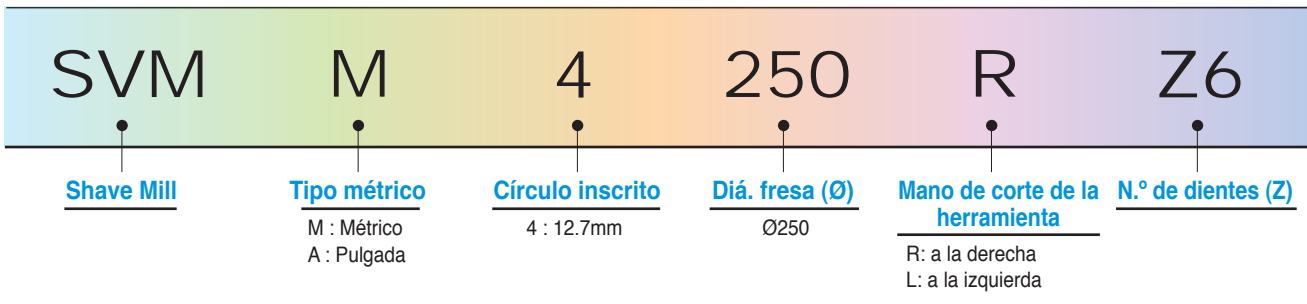 SVM M 4 250 R Z6
Shave Mill
Tipo métrico
M : Métrico
A : Pulgada
Círculo inscrito
4 : 12.7mm
Diá. fresa (Ø)
Ø250
Mano de corte de la
herramienta
R: a la derecha
L: a la izquierda
N.º de dientes (Z)